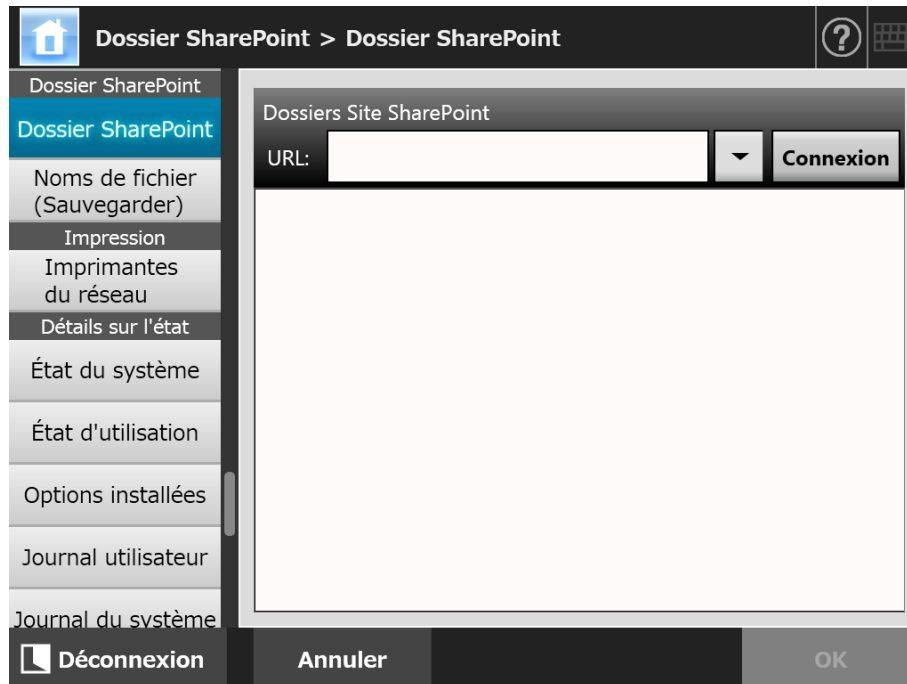 Dossier SharePoint > Dossier SharePoint
?
Dossier SharePoint
Dossier SharePoint
Noms de fichier
(Sauvegarder)
Impression
Imprimantes
du réseau
Détails sur l'état
État du système
État d'utilisation
Options installées
Journal utilisateur
Journal du système
Dossiers Site SharePoint
URL:
Connexion
Déconnexion
Annuler
OK